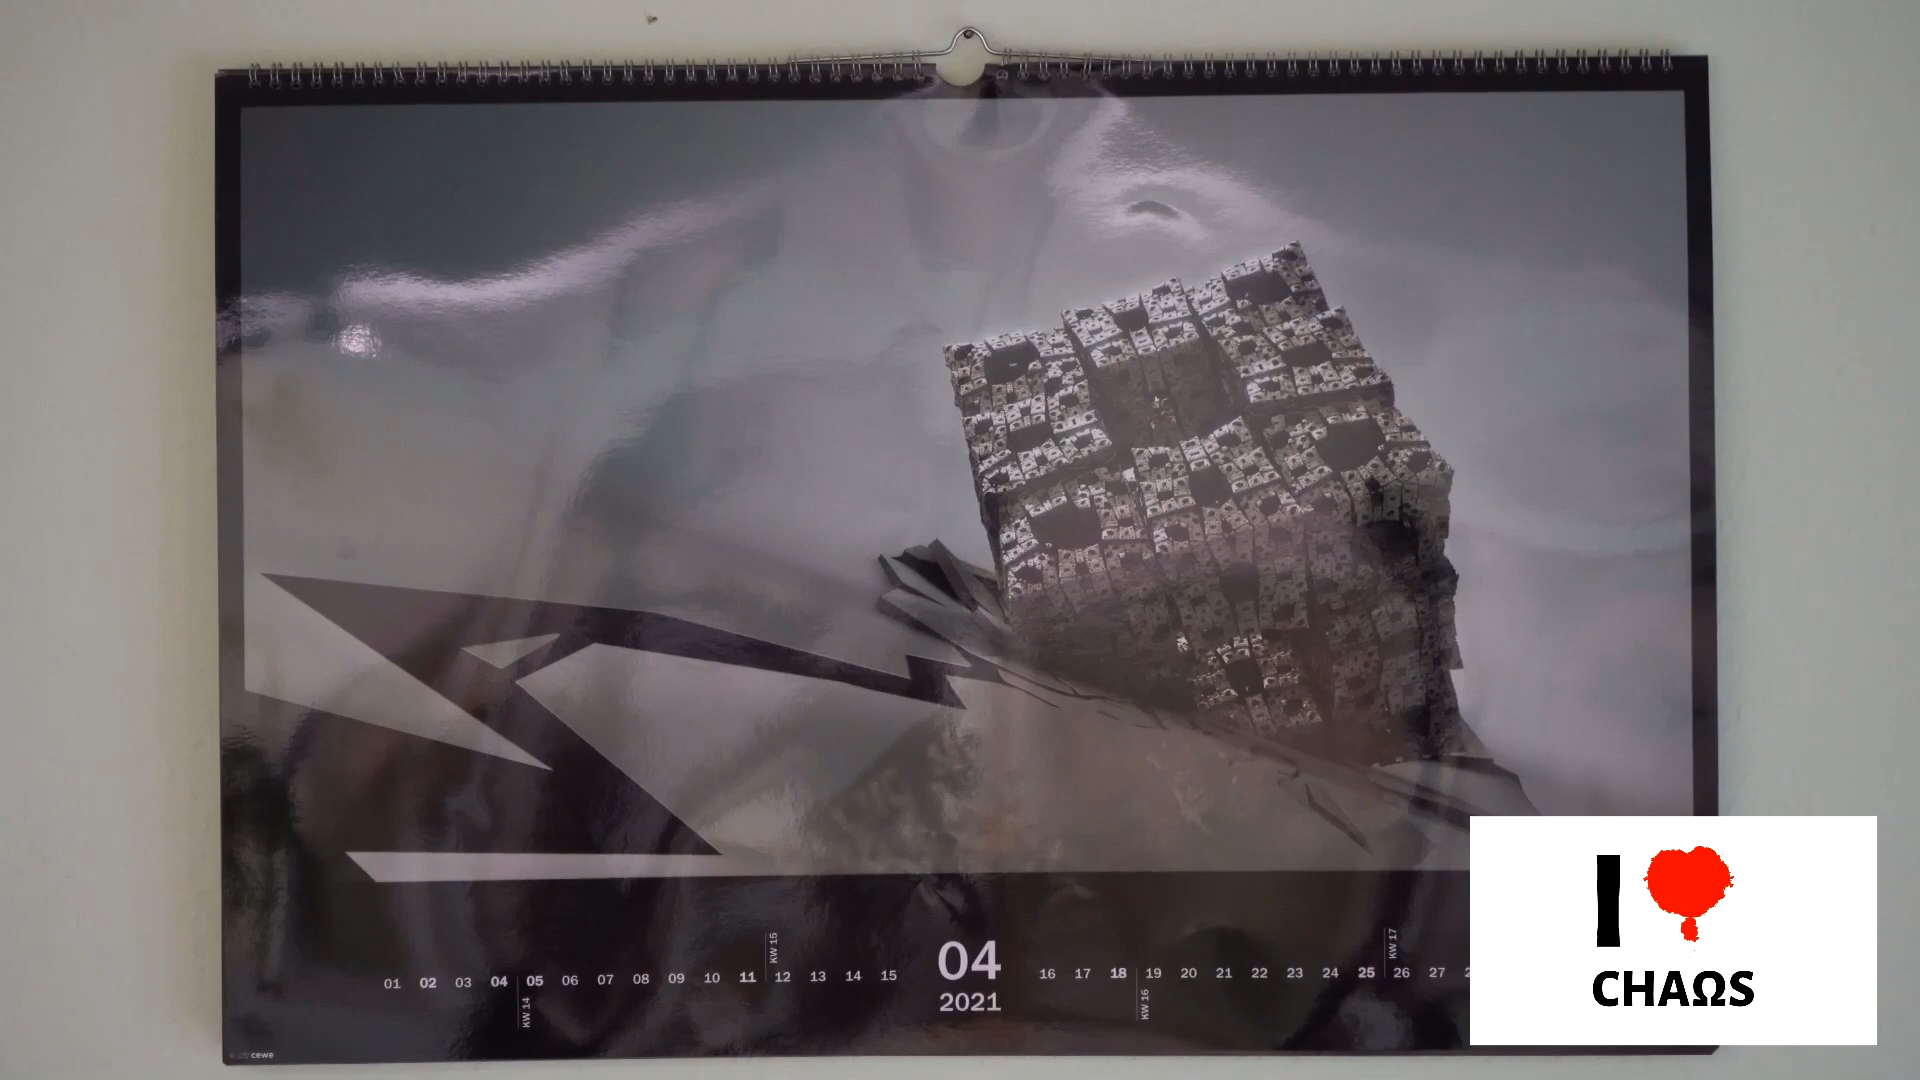 KW 15
04
KW 17
01 02 03 04 05 06 07 08 09 10 11 12 13 14 15 16 17 18 19 20 21 22 23 24 25 26 27
KW 14
2021
KW 16
cewe
I
CHAΩS